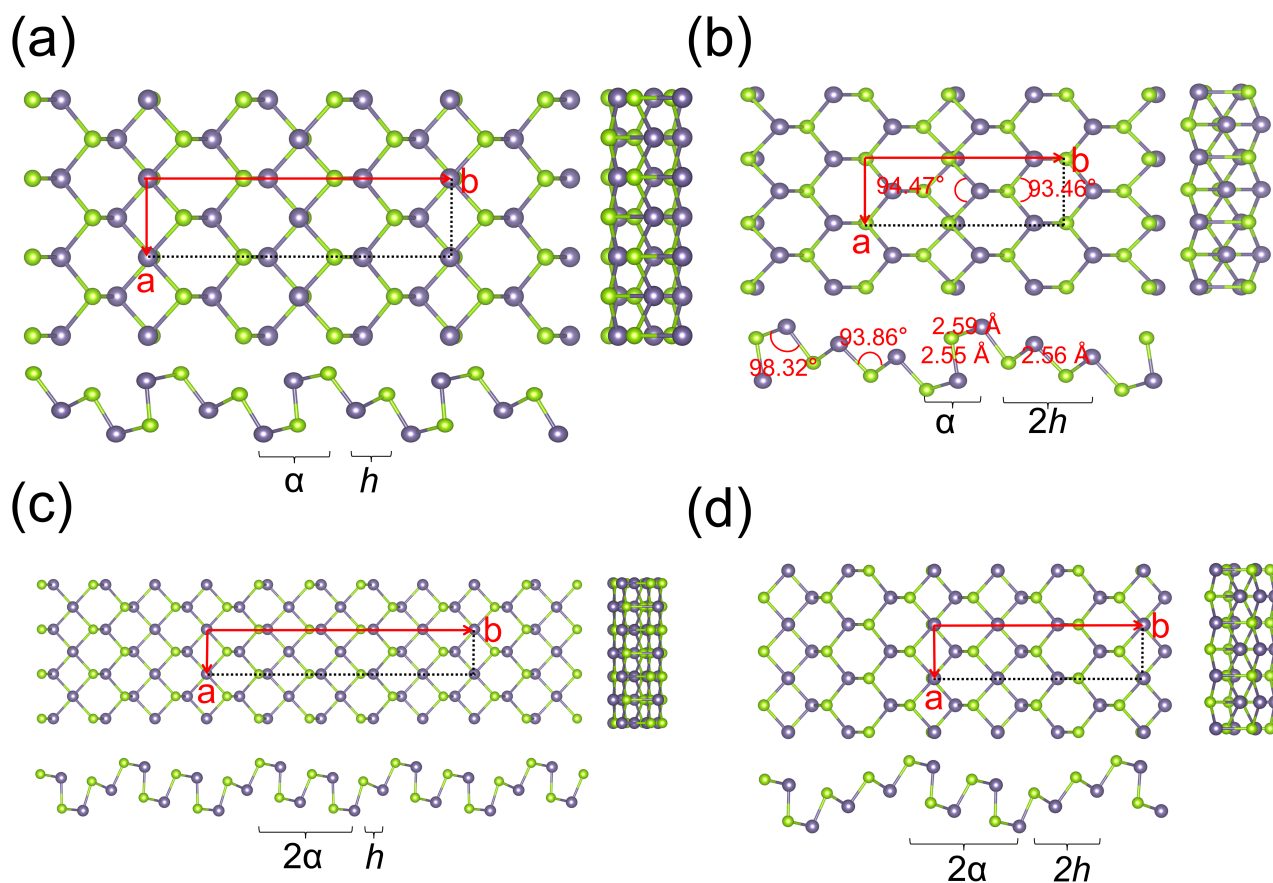 (a)
b
a
α
h
(b)
b
94.47°
93.46°
a
2.59 Å
93.86°
98.32°
2.55 Å
2.56 Å
α
2h
(c)
b
a
2α
h
(d)
b
a
2α
2h